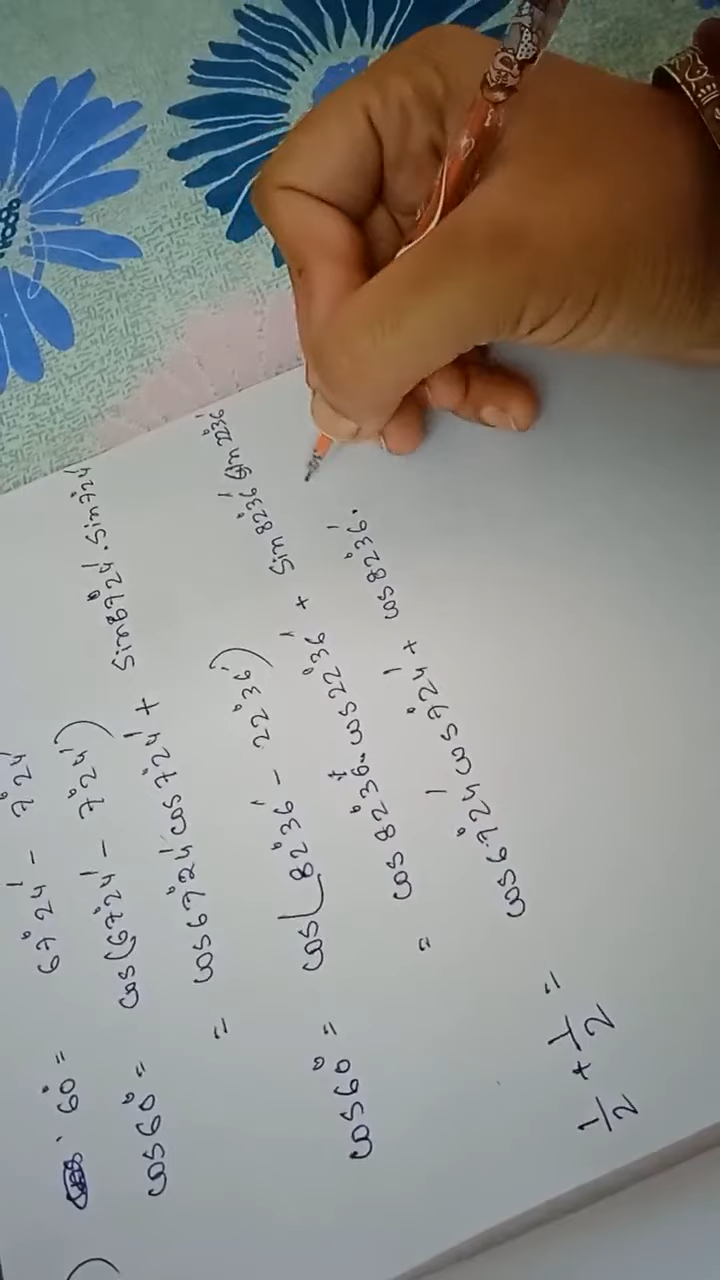 60° = 67°24' - 7°24'
cos60° = cos(67°24' - 7°24')
= cos67°24' cos7°24' + sin67°24'.sin7°24'
cos60° = cos(82°36' - 22°36')
= cos82°36'.cos22°36' + sin82°36' sin22°36'
1/2 + 1/2 = cos67°24' cos7°24' + cos82°36'.